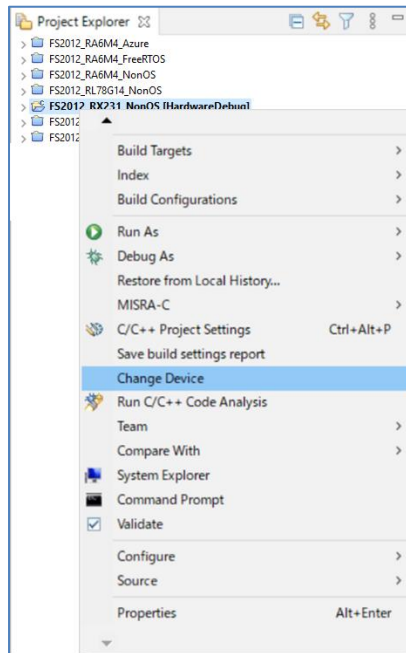 Project Explorer
FS2012_RA6M4_Azure
FS2012_RA6M4_FreeRTOS
FS2012_RA6M4_NonOS
FS2012_RL78G14_NonOS
FS2012_RX231_NonOS [HardwareDebug]
FS2012
FS2012
Build Targets
Index
Build Configurations
Run As
Debug As
Restore from Local History...
MISRA-C
C/C++ Project Settings Ctrl+Alt+P
Save build settings report
Change Device
Run C/C++ Code Analysis
Team
Compare With
System Explorer
Command Prompt
Validate
Configure
Source
Properties Alt+Enter